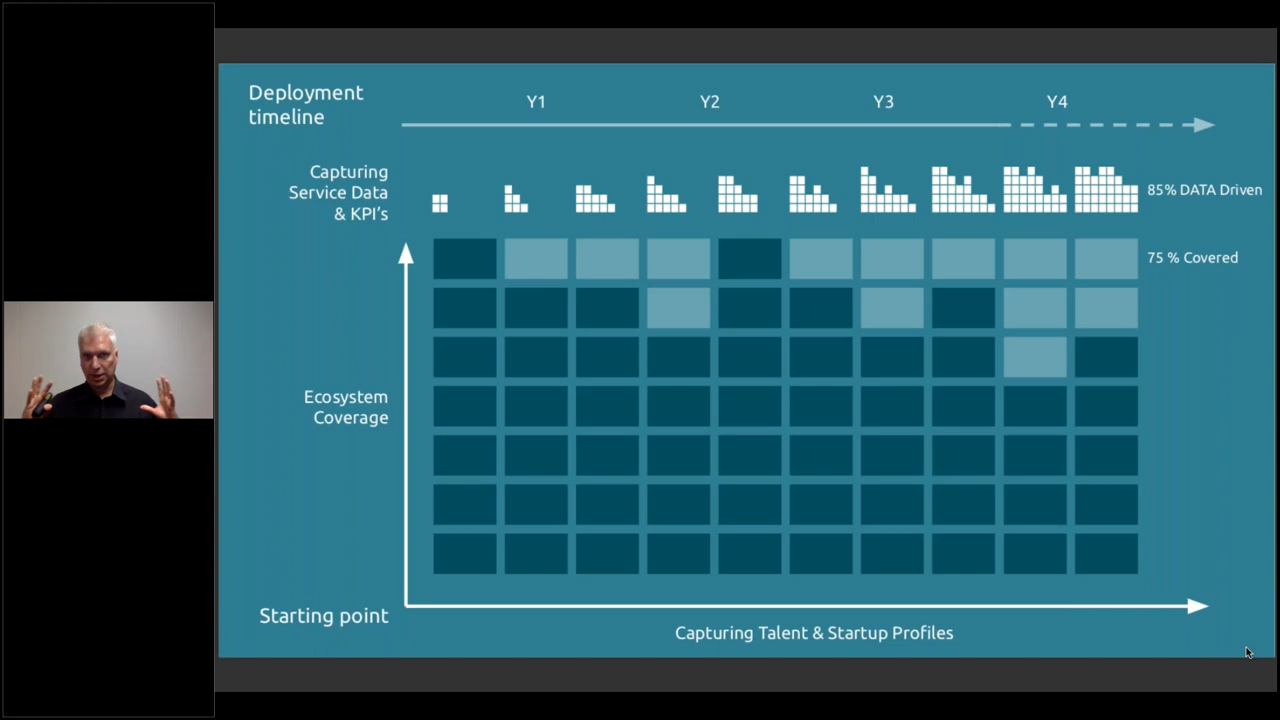 Deployment
timeline
Y1
Y2
Y3
Y4
Capturing
Service Data
& KPI's
85% DATA Driven
75 % Covered
Ecosystem
Coverage
Starting point
Capturing Talent & Startup Profiles